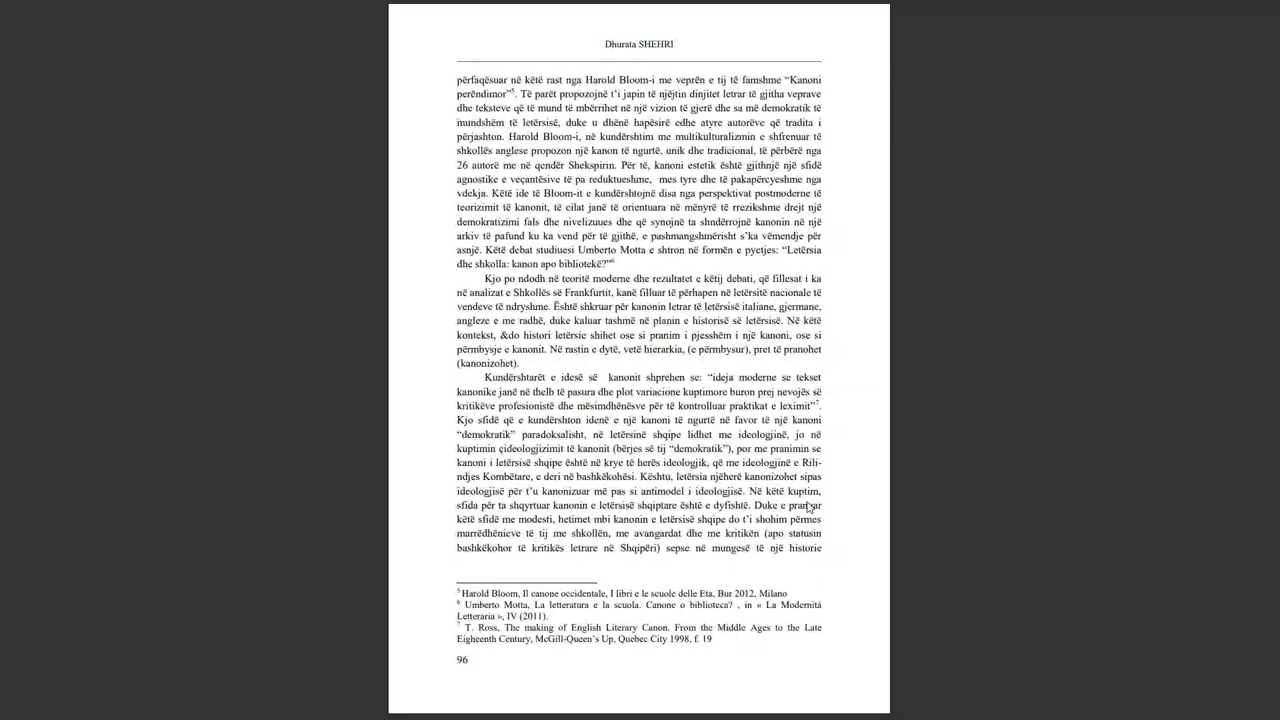 Dhurata SHEHRI
përfaqësuar në këtë rast nga Harold Bloom-i me veprën e tij të famshme “Kanoni
perëndimor”⁵. Të parët propozojnë t’i japin të njëjtin dinjitet letrar të gjitha veprave
dhe teksteve që të mund të mbërrihet në një vizion të gjerë dhe sa më demokratik të
mundshëm të letërsisë, duke u dhënë hapësirë edhe atyre autorëve që tradita i
përjashton. Harold Bloom-i, në kundërshtim me multikulturalizmin e shfrenuar të
shkollës anglese propozon një kanon të ngurtë, unik dhe tradicional, të përbërë nga
26 autorë me në qendër Shekspirin. Për të, kanoni estetik është gjithnjë një sfidë
agnostike e veçantësive të pa reduktueshme, mes tyre dhe të pakapërcyeshme nga
vdekja. Këtë ide të Bloom-it e kundërshtojnë disa nga perspektivat postmoderne të
teorizimit të kanonit, të cilat janë të orientuara në mënyrë të rrezikshme drejt një
demokratizimi fals dhe nivelizuues dhe që synojnë ta shndërrojnë kanonin në një
arkiv të pafund ku ka vend për të gjithë, e pashmangshmërisht s’ka vëmendje për
asnjë. Këtë debat studiuesi Umberto Motta e shtron në formën e pyetjes: “Letërsia
dhe shkolla: kanon apo bibliotekë?”⁶
Kjo po ndodh në teoritë moderne dhe rezultatet e këtij debati, që fillesat i ka
në analizat e Shkollës së Frankfurtit, kanë filluar të përhapen në letërsitë nacionale të
vendeve të ndryshme. Është shkruar për kanonin letrar të letërsisë italiane, gjermane,
angleze e me radhë, duke kaluar tashmë në planin e historisë së letërsisë. Në këtë
kontekst, &do histori letërsie shihet ose si pranim i pjesshëm i një kanoni, ose si
përmbysje e kanonit. Në rastin e dytë, vetë hierarkia, (e përmbysur), pret të pranohet
(kanonizohet).
Kundërshtarët e idesë së kanonit shprehen se: “ideja moderne se tekset
kanonike janë në thelb të pasura dhe plot variacione kuptimore buron prej nevojës së
kritikëve profesionistë dhe mësimdhënësve për të kontrolluar praktikat e leximit”⁷.
Kjo sfidë që e kundërshton idenë e një kanoni të ngurtë në favor të një kanoni
“demokratik” paradoksalisht, në letërsinë shqipe lidhet me ideologjinë, jo në
kuptimin çideologjizimit të kanonit (bërjes së tij “demokratik”), por me pranimin se
kanoni i letërsisë shqipe është në krye të herës ideologjik, që me ideologjinë e Rili-
ndjes Kombëtare, e deri në bashkëkohësi. Kështu, letërsia njëherë kanonizohet sipas
ideologjisë për t’u kanonizuar më pas si antimodel i ideologjisë. Në këtë kuptim,
sfida për ta shqyrtuar kanonin e letërsisë shqiptare është e dyfishtë. Duke e pranuar
këtë sfidë me modesti, hetimet mbi kanonin e letërsisë shqipe do t’i shohim përmes
marrëdhënieve të tij me shkollën, me avangardat dhe me kritikën (apo statusin
bashkëkohor të kritikës letrare në Shqipëri) sepse në mungesë të një historie
⁵ Harold Bloom, Il canone occidentale, I libri e le scuole delle Eta, Bur 2012, Milano
⁶ Umberto Motta, La letteratura e la scuola. Canone o biblioteca? , in « La Modernità
Letteraria », IV (2011).
⁷ T. Ross, The making of English Literary Canon. From the Middle Ages to the Late
Eigheenth Century, McGill-Queen’s Up, Quebec City 1998, f. 19
96